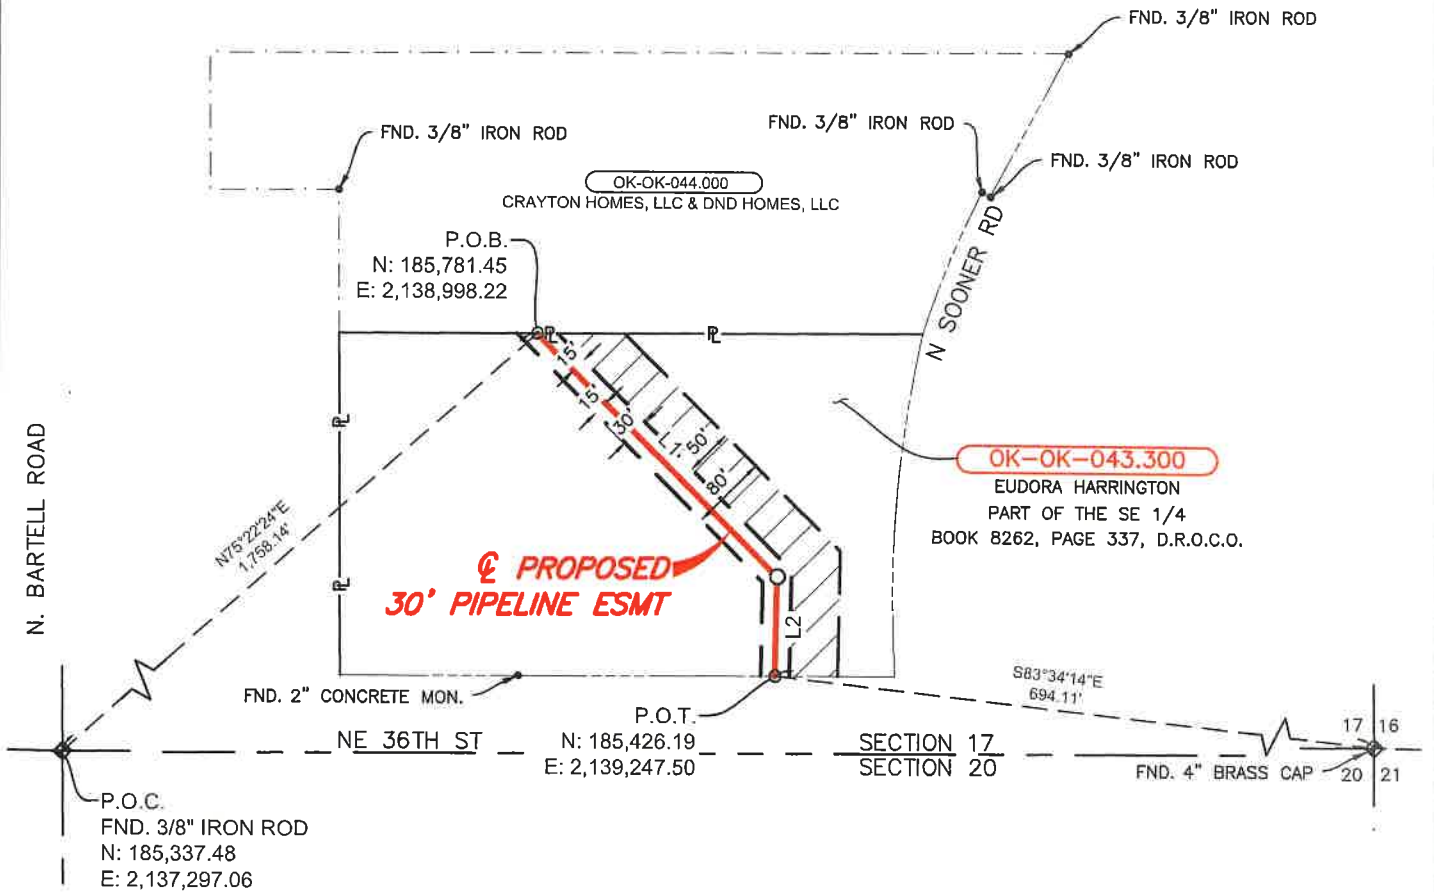 FND. 3/8" IRON ROD
FND. 3/8" IRON ROD
FND. 3/8" IRON ROD
FND. 3/8" IRON ROD
OK-OK-044.000
CRAYTON HOMES, LLC & DND HOMES, LLC
P.O.B.
N: 185,781.45
E: 2,138,998.22
N SOONER RD
PL
PL
PL
PL
15'
15'
30'
L1
50'
80'
L2
N. BARTELL ROAD
N75°22'24"E
1,758.14'
OK-OK-043.300
EUDORA HARRINGTON
PART OF THE SE 1/4
BOOK 8262, PAGE 337, D.R.O.C.O.
CL PROPOSED
30' PIPELINE ESMT
FND. 2" CONCRETE MON.
S83°34'14"E
694.11'
P.O.T.
N: 185,426.19
E: 2,139,247.50
NE 36TH ST
SECTION 17
SECTION 20
17 16
20 21
FND. 4" BRASS CAP
P.O.C.
FND. 3/8" IRON ROD
N: 185,337.48
E: 2,137,297.06